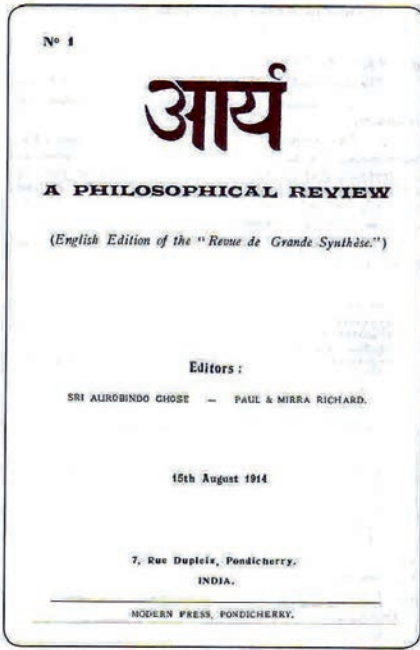 Nº 1
आर्य
A PHILOSOPHICAL REVIEW
(English Edition of the "Revue de Grande Synthèse.")
Editors :
SRI AUROBINDO GHOSE — PAUL & MIRRA RICHARD.
15th August 1914
7, Rue Dupleix, Pondicherry.
INDIA.
MODERN PRESS, PONDICHERRY.